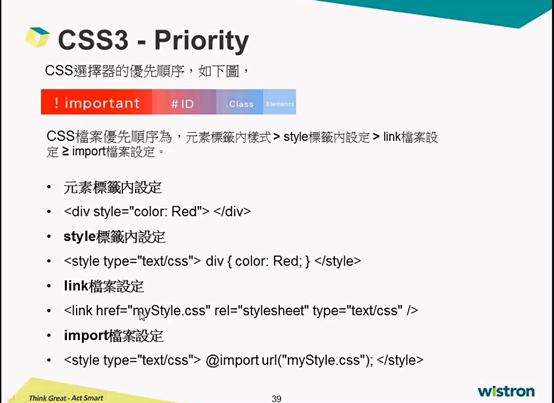 CSS3 - Priority
CSS選擇器的優先順序，如下圖，
! important #ID .Class Elements
CSS檔案優先順序為，元素標籤內樣式 > style標籤內設定 > link檔案設
定 ≥ import檔案設定。
• 元素標籤內設定
• <div style="color: Red"> </div>
• style標籤內設定
• <style type="text/css"> div { color: Red; } </style>
• link檔案設定
• <link href="myStyle.css" rel="stylesheet" type="text/css" />
• import檔案設定
• <style type="text/css"> @import url("myStyle.css"); </style>
Think Great - Act Smart
39
wistron